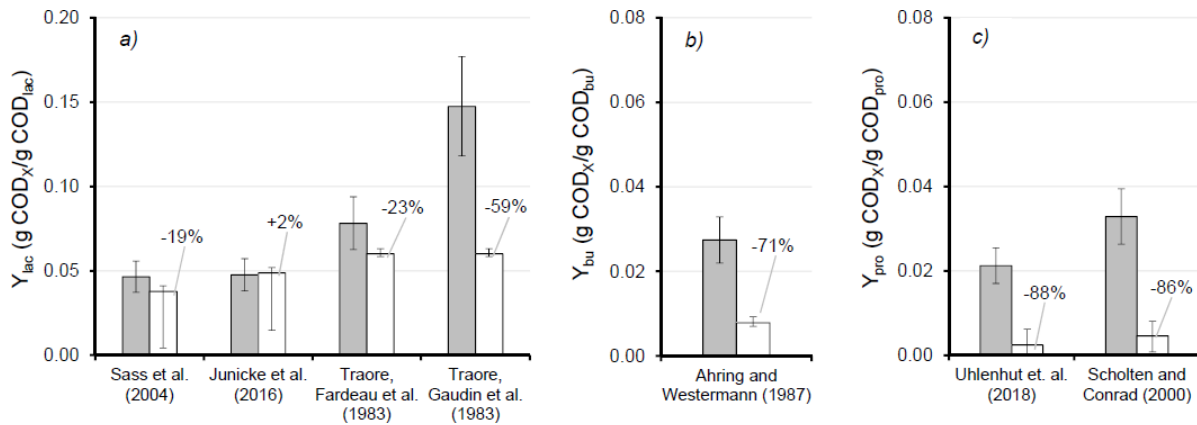 a)
Y_lac (g COD_X/g COD_lac)
0.20
0.15
0.10
0.05
0.00
-19%
+2%
-23%
-59%
Sass et al.
(2004)
Junicke et al.
(2016)
Traore,
Fardeau et al.
(1983)
Traore,
Gaudin et al.
(1983)
b)
Y_bu (g COD_X/g COD_bu)
0.08
0.06
0.04
0.02
0.00
-71%
Ahring and
Westermann (1987)
c)
Y_pro (g COD_X/g COD_pro)
0.08
0.06
0.04
0.02
0.00
-88%
-86%
Uhlenhut et. al.
(2018)
Scholten and
Conrad (2000)